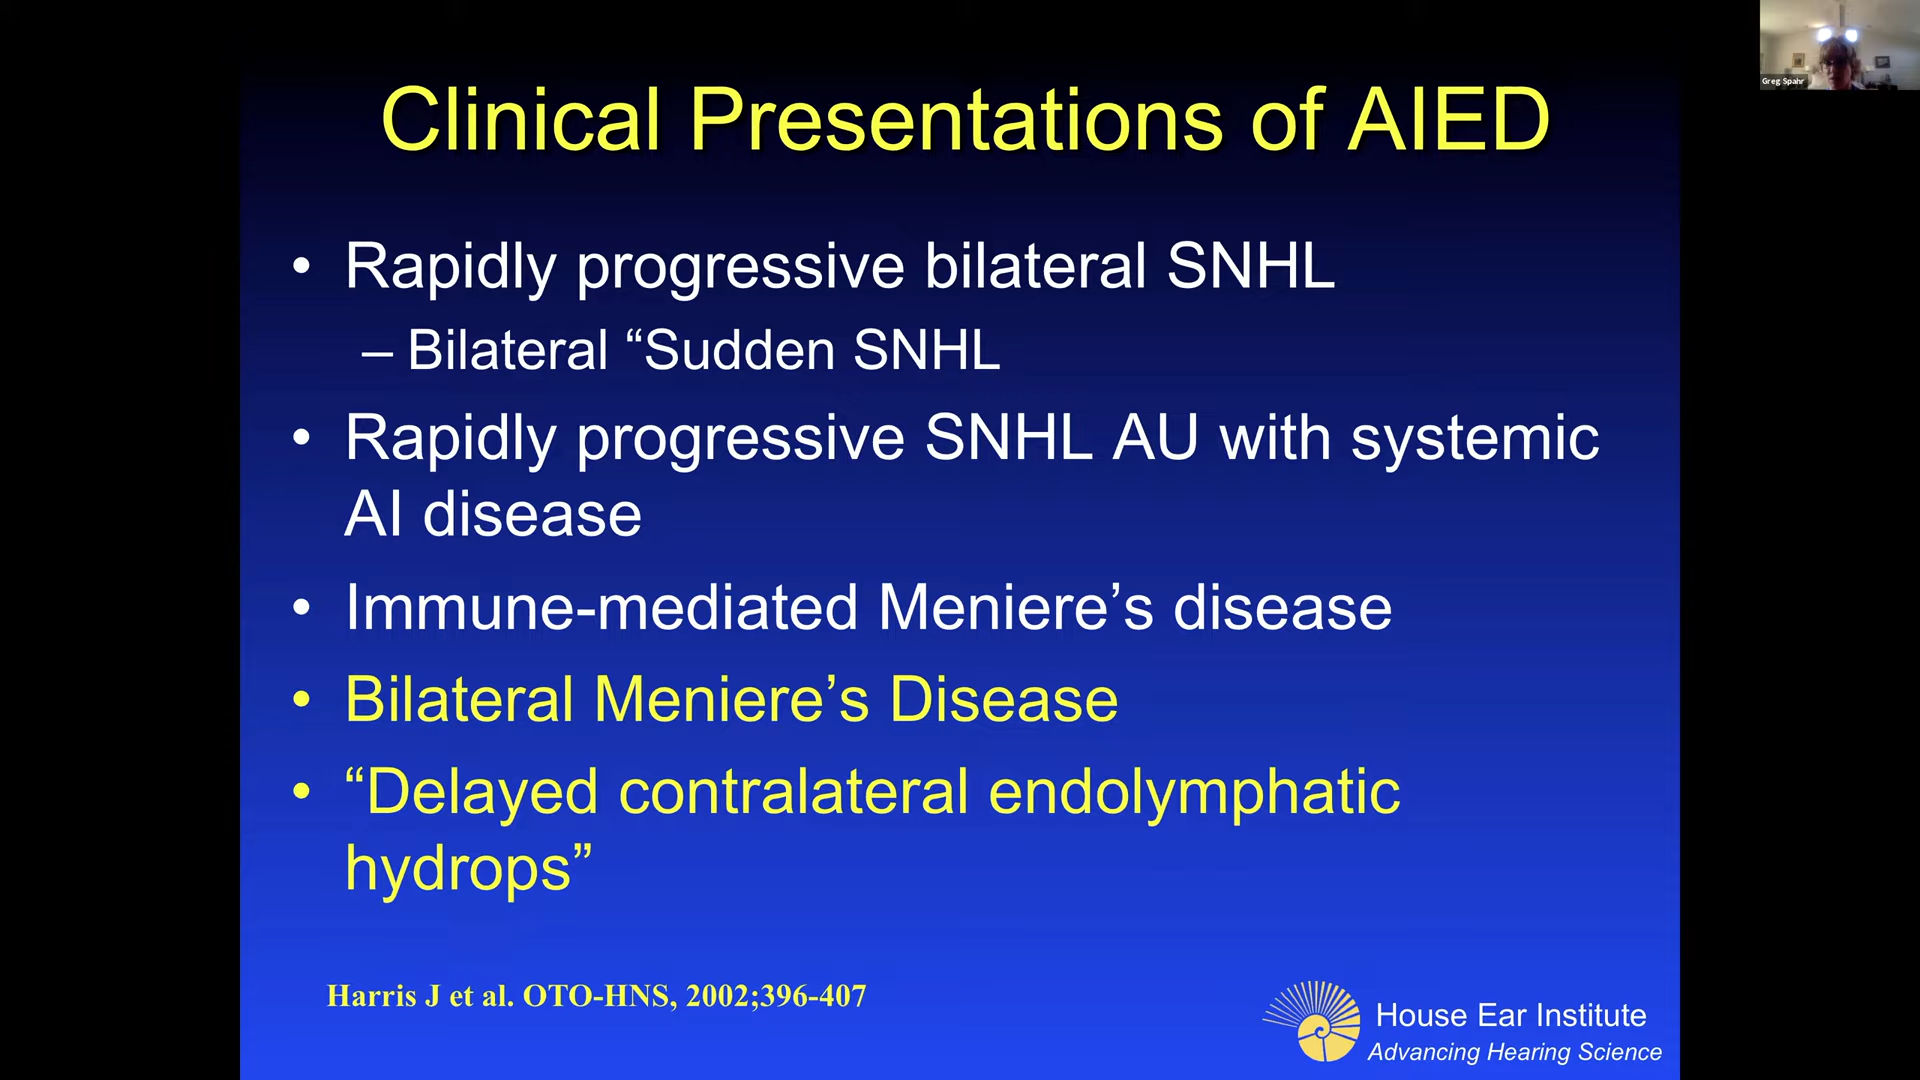 Clinical Presentations of AIED
• Rapidly progressive bilateral SNHL
– Bilateral “Sudden SNHL
• Rapidly progressive SNHL AU with systemic
AI disease
• Immune-mediated Meniere’s disease
• Bilateral Meniere’s Disease
• “Delayed contralateral endolymphatic
hydrops”
Harris J et al. OTO-HNS, 2002;396-407
House Ear Institute
Advancing Hearing Science
Greg Spahr